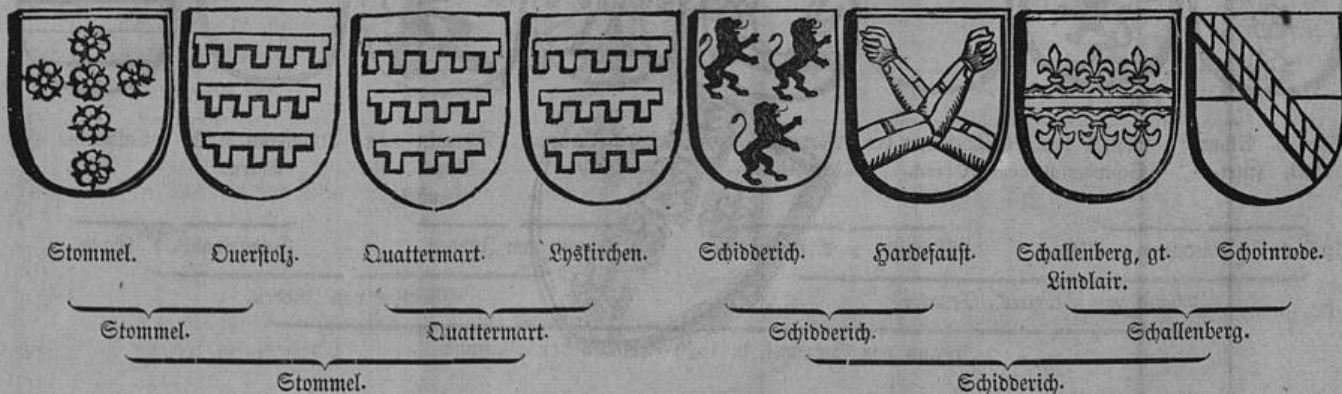 Stommel. Overstolz. Quattermart. Lyskirchen. Schidderich. Hardefaust. Schallenberg, gt. Schoinrode.
Lindlair.
Stommel. Quattermart. Schidderich. Schallenberg.
Stommel. Schidderich.